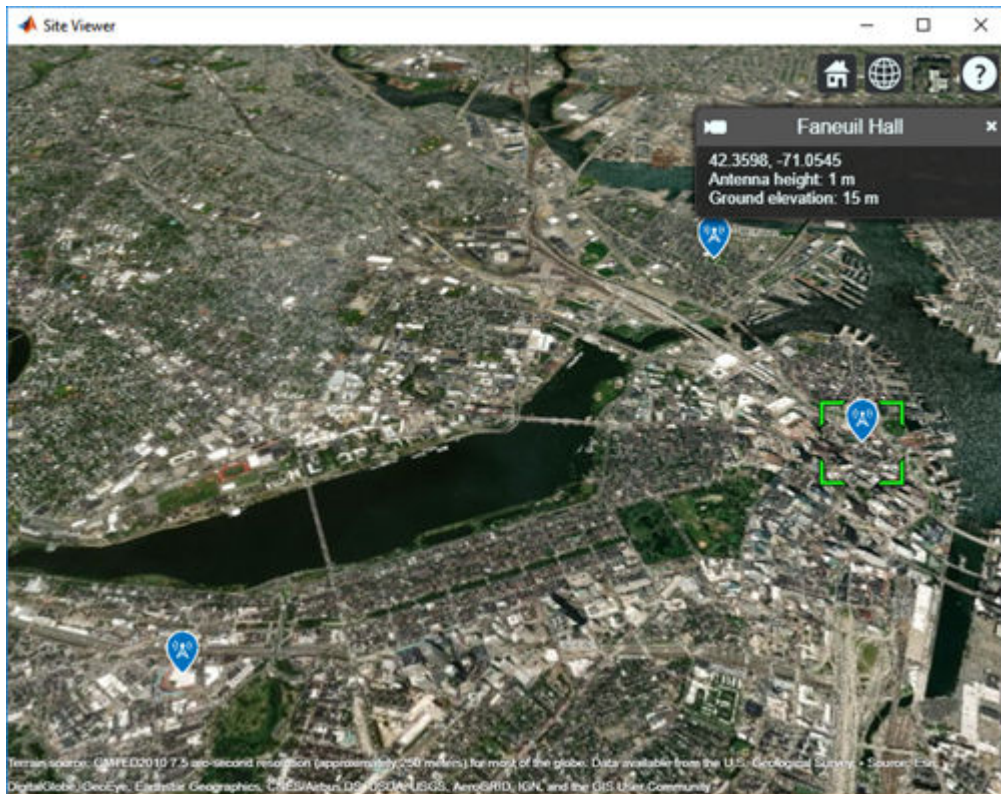 Site Viewer
?
Faneuil Hall
42.3598, -71.0545
Antenna height: 1 m
Ground elevation: 15 m
Terrain source: GMTED2010 7.5 arc-second resolution (approximately 250 meters) for most of the globe. Data available from the U.S. Geological Survey. • Source: Esri,
DigitalGlobe, GeoEye, Earthstar Geographics, CNES/Airbus DS, USDA, USGS, AeroGRID, IGN, and the GIS User Community